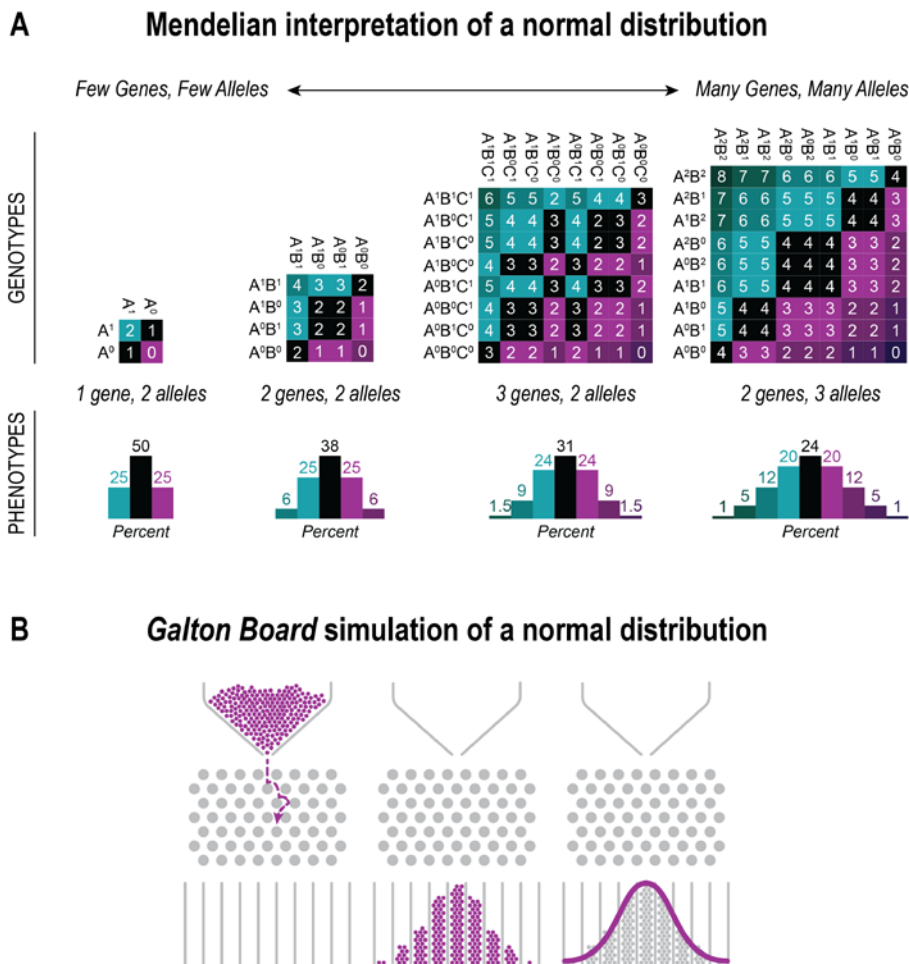 A
Mendelian interpretation of a normal distribution
Few Genes, Few Alleles
Many Genes, Many Alleles
GENOTYPES
A¹ A⁰
A¹ 2 1
A⁰ 1 0
1 gene, 2 alleles
A¹B¹ A¹B⁰ A⁰B¹ A⁰B⁰
A¹B¹ 4 3 3 2
A¹B⁰ 3 2 2 1
A⁰B¹ 3 2 2 1
A⁰B⁰ 2 1 1 0
2 genes, 2 alleles
A¹B¹C¹ A¹B⁰C¹ A¹B¹C⁰ A¹B⁰C⁰ A⁰B¹C¹ A⁰B⁰C¹ A⁰B¹C⁰ A⁰B⁰C⁰
A¹B¹C¹ 6 5 5 2 5 4 4 3
A¹B⁰C¹ 5 4 4 3 4 2 3 2
A¹B¹C⁰ 5 4 4 3 4 2 3 2
A¹B⁰C⁰ 4 3 3 2 3 2 2 1
A⁰B¹C¹ 5 4 4 3 4 3 3 2
A⁰B⁰C¹ 4 3 3 2 3 2 2 1
A⁰B¹C⁰ 4 3 3 2 3 2 2 1
A⁰B⁰C⁰ 3 2 2 1 2 1 1 0
3 genes, 2 alleles
A²B² A²B¹ A¹B² A²B⁰ A⁰B² A¹B¹ A¹B⁰ A⁰B¹ A⁰B⁰
A²B² 8 7 7 6 6 6 5 5 4
A²B¹ 7 6 6 5 5 5 4 4 3
A¹B² 7 6 6 5 5 5 4 4 3
A²B⁰ 6 5 5 4 4 4 3 3 2
A⁰B² 6 5 5 4 4 4 3 3 2
A¹B¹ 6 5 5 4 4 4 3 3 2
A¹B⁰ 5 4 4 3 3 3 2 2 1
A⁰B¹ 5 4 4 3 3 3 2 2 1
A⁰B⁰ 4 3 3 2 2 2 1 1 0
2 genes, 3 alleles
PHENOTYPES
25 50 25
Percent
6 25 38 25 6
Percent
1.5 9 24 31 24 9 1.5
Percent
1 5 12 20 24 20 12 5 1
Percent
B
Galton Board simulation of a normal distribution